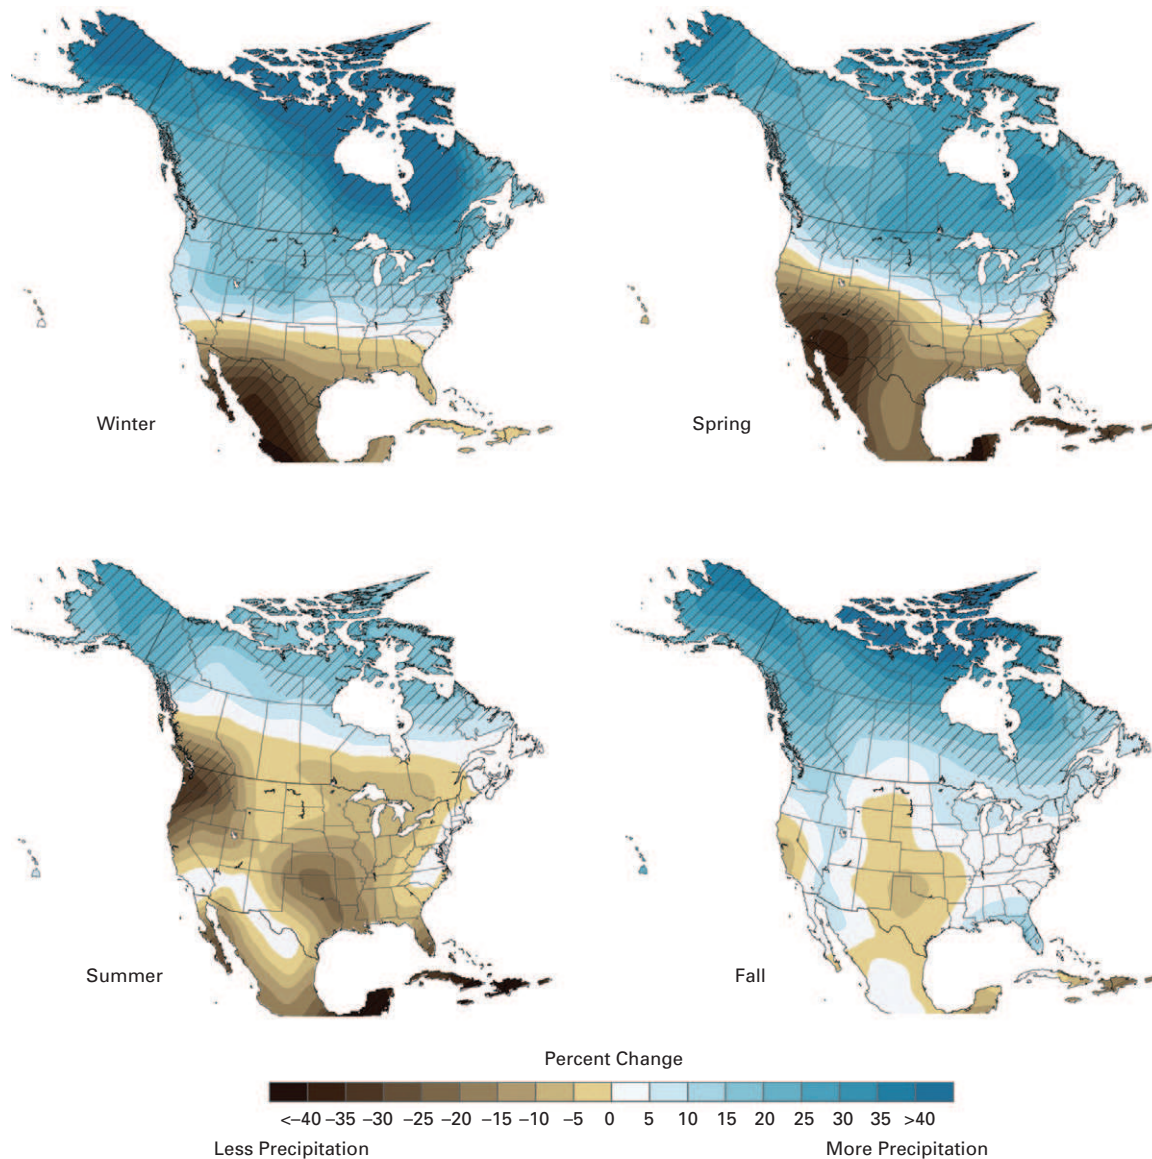 Winter
Spring
Summer
Fall
Percent Change
<–40 –35 –30 –25 –20 –15 –10 –5 0 5 10 15 20 25 30 35 >40
Less Precipitation
More Precipitation